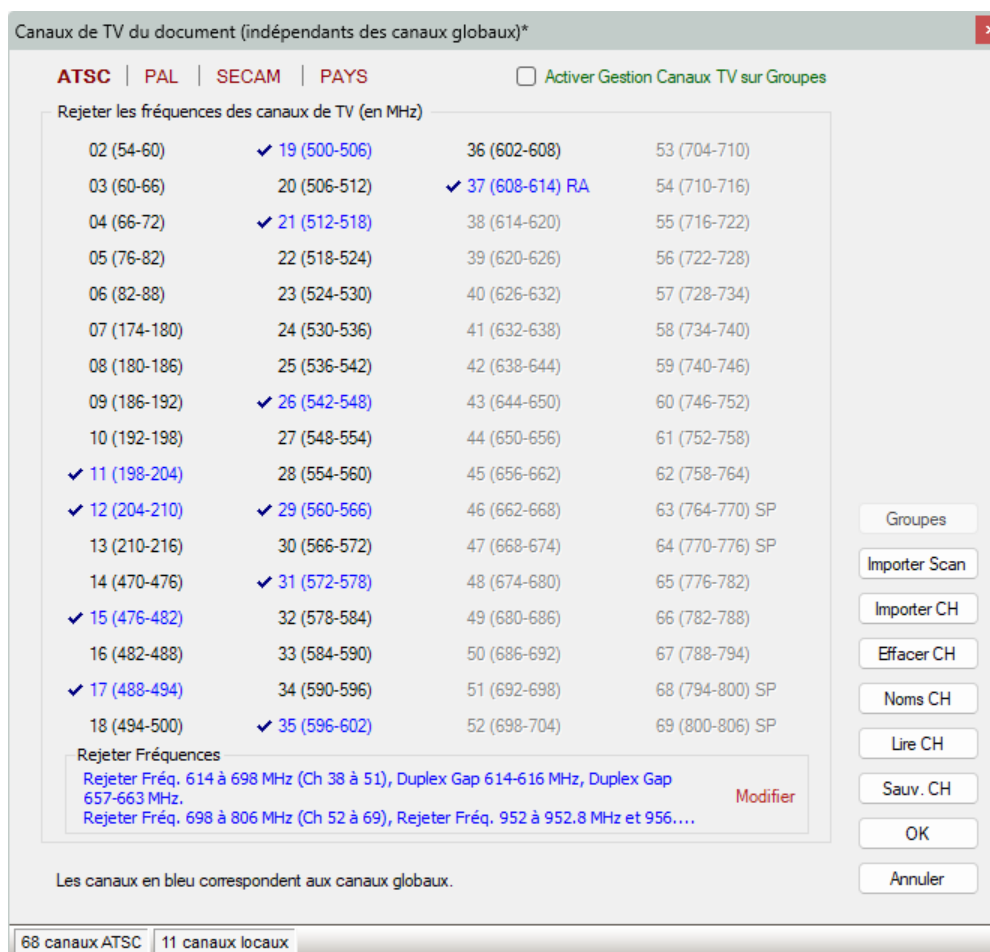 Canaux de TV du document (indépendants des canaux globaux)*
ATSC | PAL | SECAM | PAYS
Activer Gestion Canaux TV sur Groupes
Rejeter les fréquences des canaux de TV (en MHz)
02 (54-60)
03 (60-66)
04 (66-72)
05 (76-82)
06 (82-88)
07 (174-180)
08 (180-186)
09 (186-192)
10 (192-198)
✓ 11 (198-204)
✓ 12 (204-210)
13 (210-216)
14 (470-476)
✓ 15 (476-482)
16 (482-488)
✓ 17 (488-494)
18 (494-500)
✓ 19 (500-506)
20 (506-512)
✓ 21 (512-518)
22 (518-524)
23 (524-530)
24 (530-536)
25 (536-542)
✓ 26 (542-548)
27 (548-554)
28 (554-560)
✓ 29 (560-566)
30 (566-572)
✓ 31 (572-578)
32 (578-584)
33 (584-590)
34 (590-596)
✓ 35 (596-602)
36 (602-608)
✓ 37 (608-614) RA
38 (614-620)
39 (620-626)
40 (626-632)
41 (632-638)
42 (638-644)
43 (644-650)
44 (650-656)
45 (656-662)
46 (662-668)
47 (668-674)
48 (674-680)
49 (680-686)
50 (686-692)
51 (692-698)
52 (698-704)
53 (704-710)
54 (710-716)
55 (716-722)
56 (722-728)
57 (728-734)
58 (734-740)
59 (740-746)
60 (746-752)
61 (752-758)
62 (758-764)
63 (764-770) SP
64 (770-776) SP
65 (776-782)
66 (782-788)
67 (788-794)
68 (794-800) SP
69 (800-806) SP
Rejeter Fréquences
Rejeter Fréq. 614 à 698 MHz (Ch 38 à 51), Duplex Gap 614-616 MHz, Duplex Gap
657-663 MHz.
Rejeter Fréq. 698 à 806 MHz (Ch 52 à 69), Rejeter Fréq. 952 à 952.8 MHz et 956....
Modifier
Groupes
Importer Scan
Importer CH
Effacer CH
Noms CH
Lire CH
Sauv. CH
OK
Annuler
Les canaux en bleu correspondent aux canaux globaux.
68 canaux ATSC
11 canaux locaux